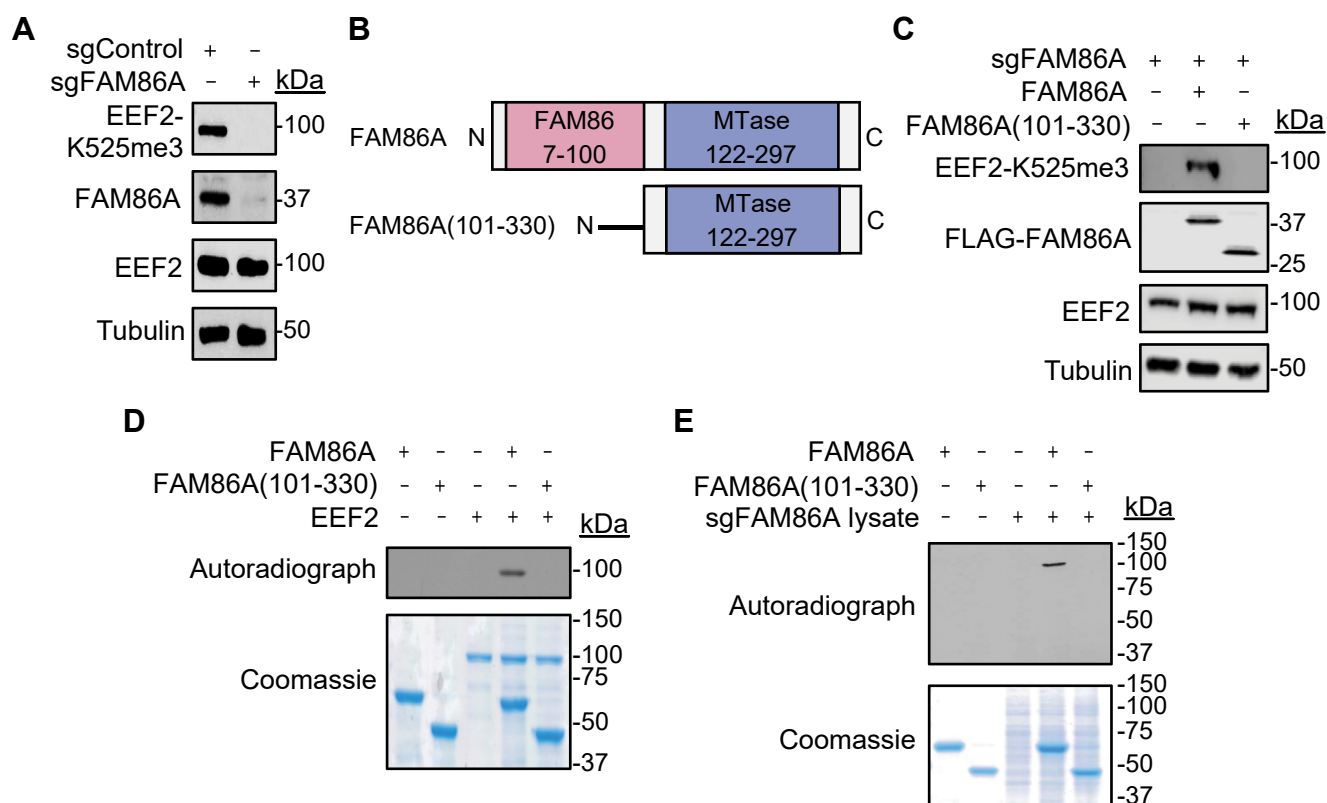 A
sgControl + −
sgFAM86A − + kDa
EEF2-
K525me3
-100
FAM86A -37
EEF2 -100
Tubulin -50
B
FAM86A N FAM86 MTase C
7-100 122-297
FAM86A(101-330) N MTase C
122-297
C
sgFAM86A + + +
FAM86A − + −
FAM86A(101-330) − − + kDa
EEF2-K525me3 -100
FLAG-FAM86A -37
-25
EEF2 -100
Tubulin -50
D
FAM86A + − − + −
FAM86A(101-330) − + − − +
EEF2 − − + + + kDa
Autoradiograph -100
Coomassie
-150
-100
-75
-50
-37
E
FAM86A + − − + −
FAM86A(101-330) − + − − +
sgFAM86A lysate − − + + + kDa
Autoradiograph
-150
-100
-75
-50
-37
Coomassie
-150
-100
-75
-50
-37